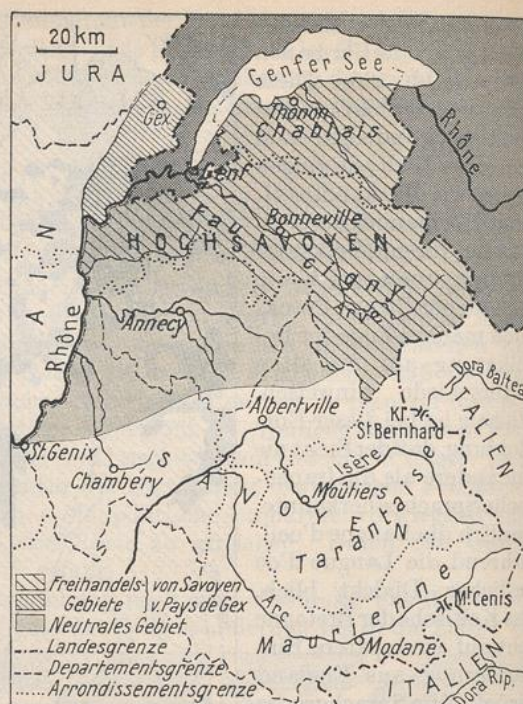 20 km
JURA
Genfer See
Gex
Thonon
Chablais
Rhône
Genf
Faucigny
Bonneville
HOCHSAVOYEN
AIN
Arve
Annecy
Rhône
Dora Baltea
ITALIEN
Albertville
Kl. St Bernhard
St. Genix
Isère
Chambéry
SAVOYEN
Moûtiers
Tarantaise
Arc
Mt Cenis
Maurienne
Modane
ITALIEN
Dora Rip.
Freihandels- von Savoyen
Gebiete v. Pays de Gex
Neutrales Gebiet
Landesgrenze
Departementsgrenze
Arrondissementsgrenze